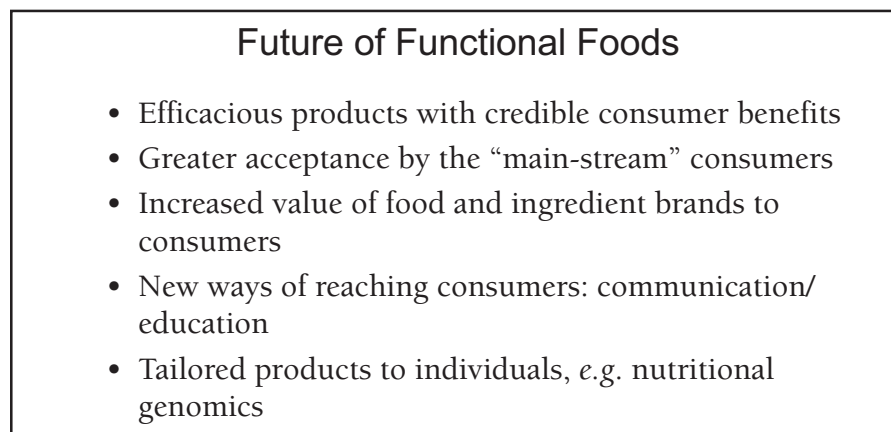 Future of Functional Foods
• Efficacious products with credible consumer benefits
• Greater acceptance by the “main-stream” consumers
• Increased value of food and ingredient brands to
consumers
• New ways of reaching consumers: communication/
education
• Tailored products to individuals, e.g. nutritional
genomics